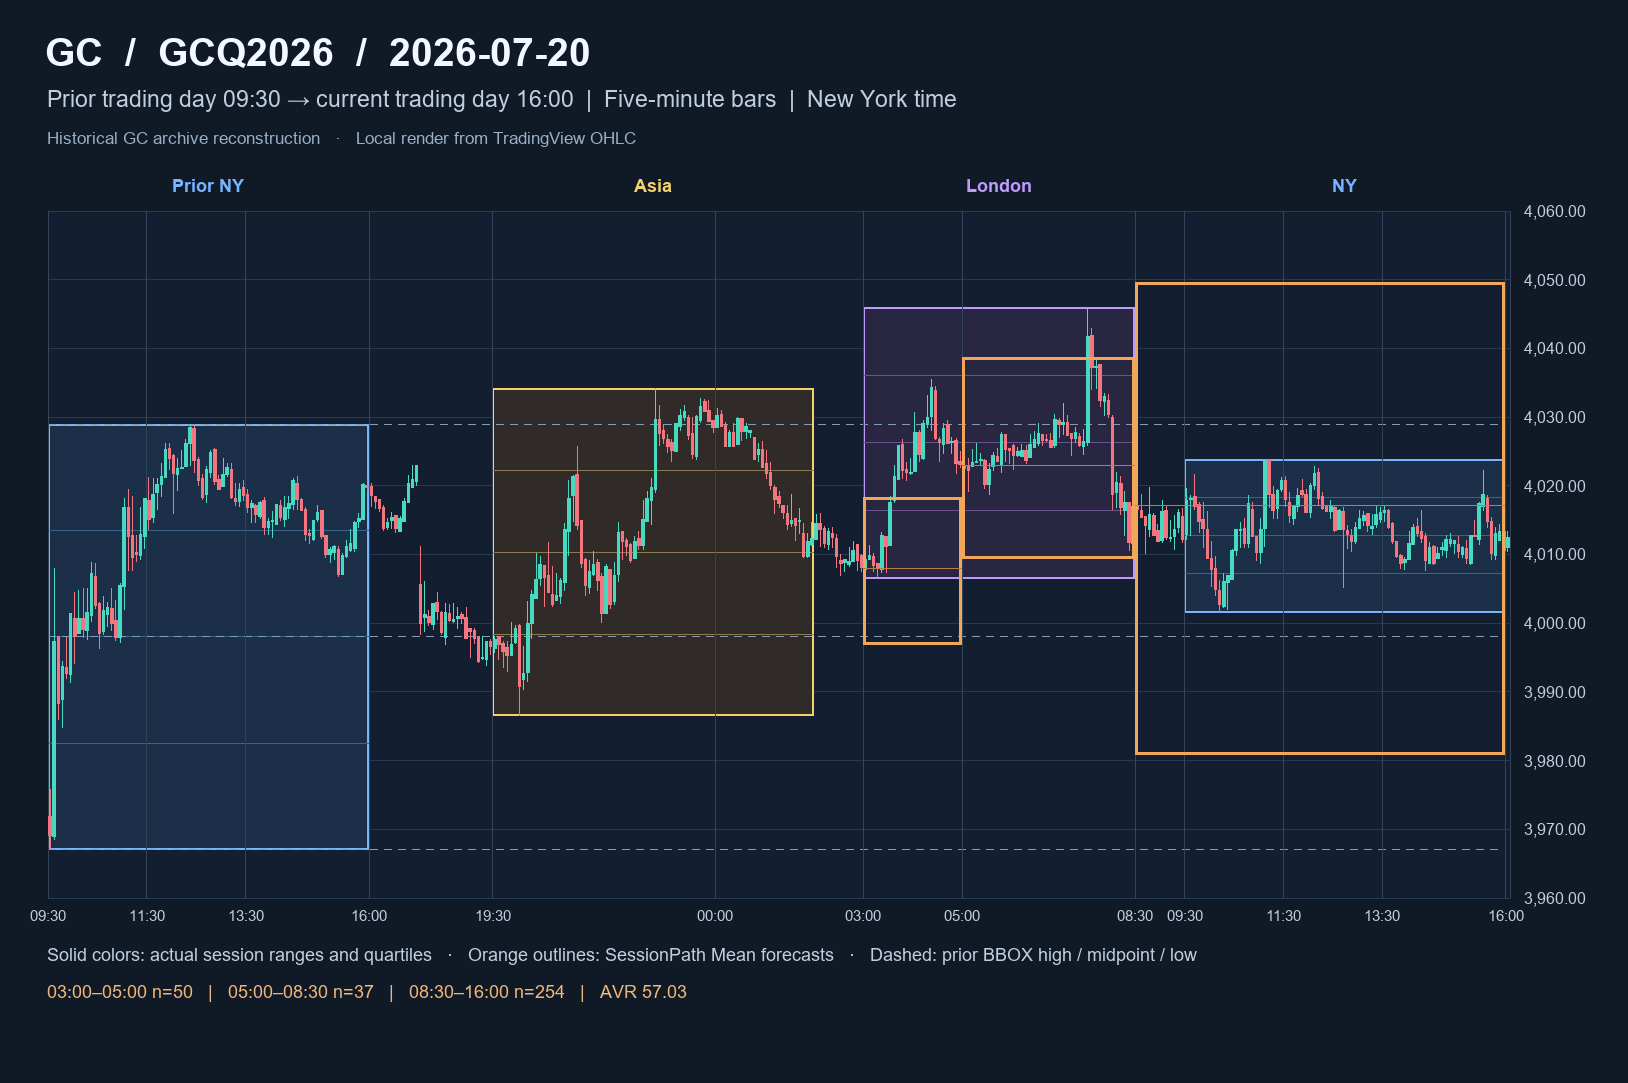 GC / GCQ2026 / 2026-07-20
Prior trading day 09:30 → current trading day 16:00 | Five-minute bars | New York time
Historical GC archive reconstruction · Local render from TradingView OHLC
Prior NY Asia London NY
4,060.00
4,050.00
4,040.00
4,030.00
4,020.00
4,010.00
4,000.00
3,990.00
3,980.00
3,970.00
3,960.00
09:30 11:30 13:30 16:00 19:30 00:00 03:00 05:00 08:30 09:30 11:30 13:30 16:00
Solid colors: actual session ranges and quartiles · Orange outlines: SessionPath Mean forecasts · Dashed: prior BBOX high / midpoint / low
03:00–05:00 n=50 | 05:00–08:30 n=37 | 08:30–16:00 n=254 | AVR 57.03